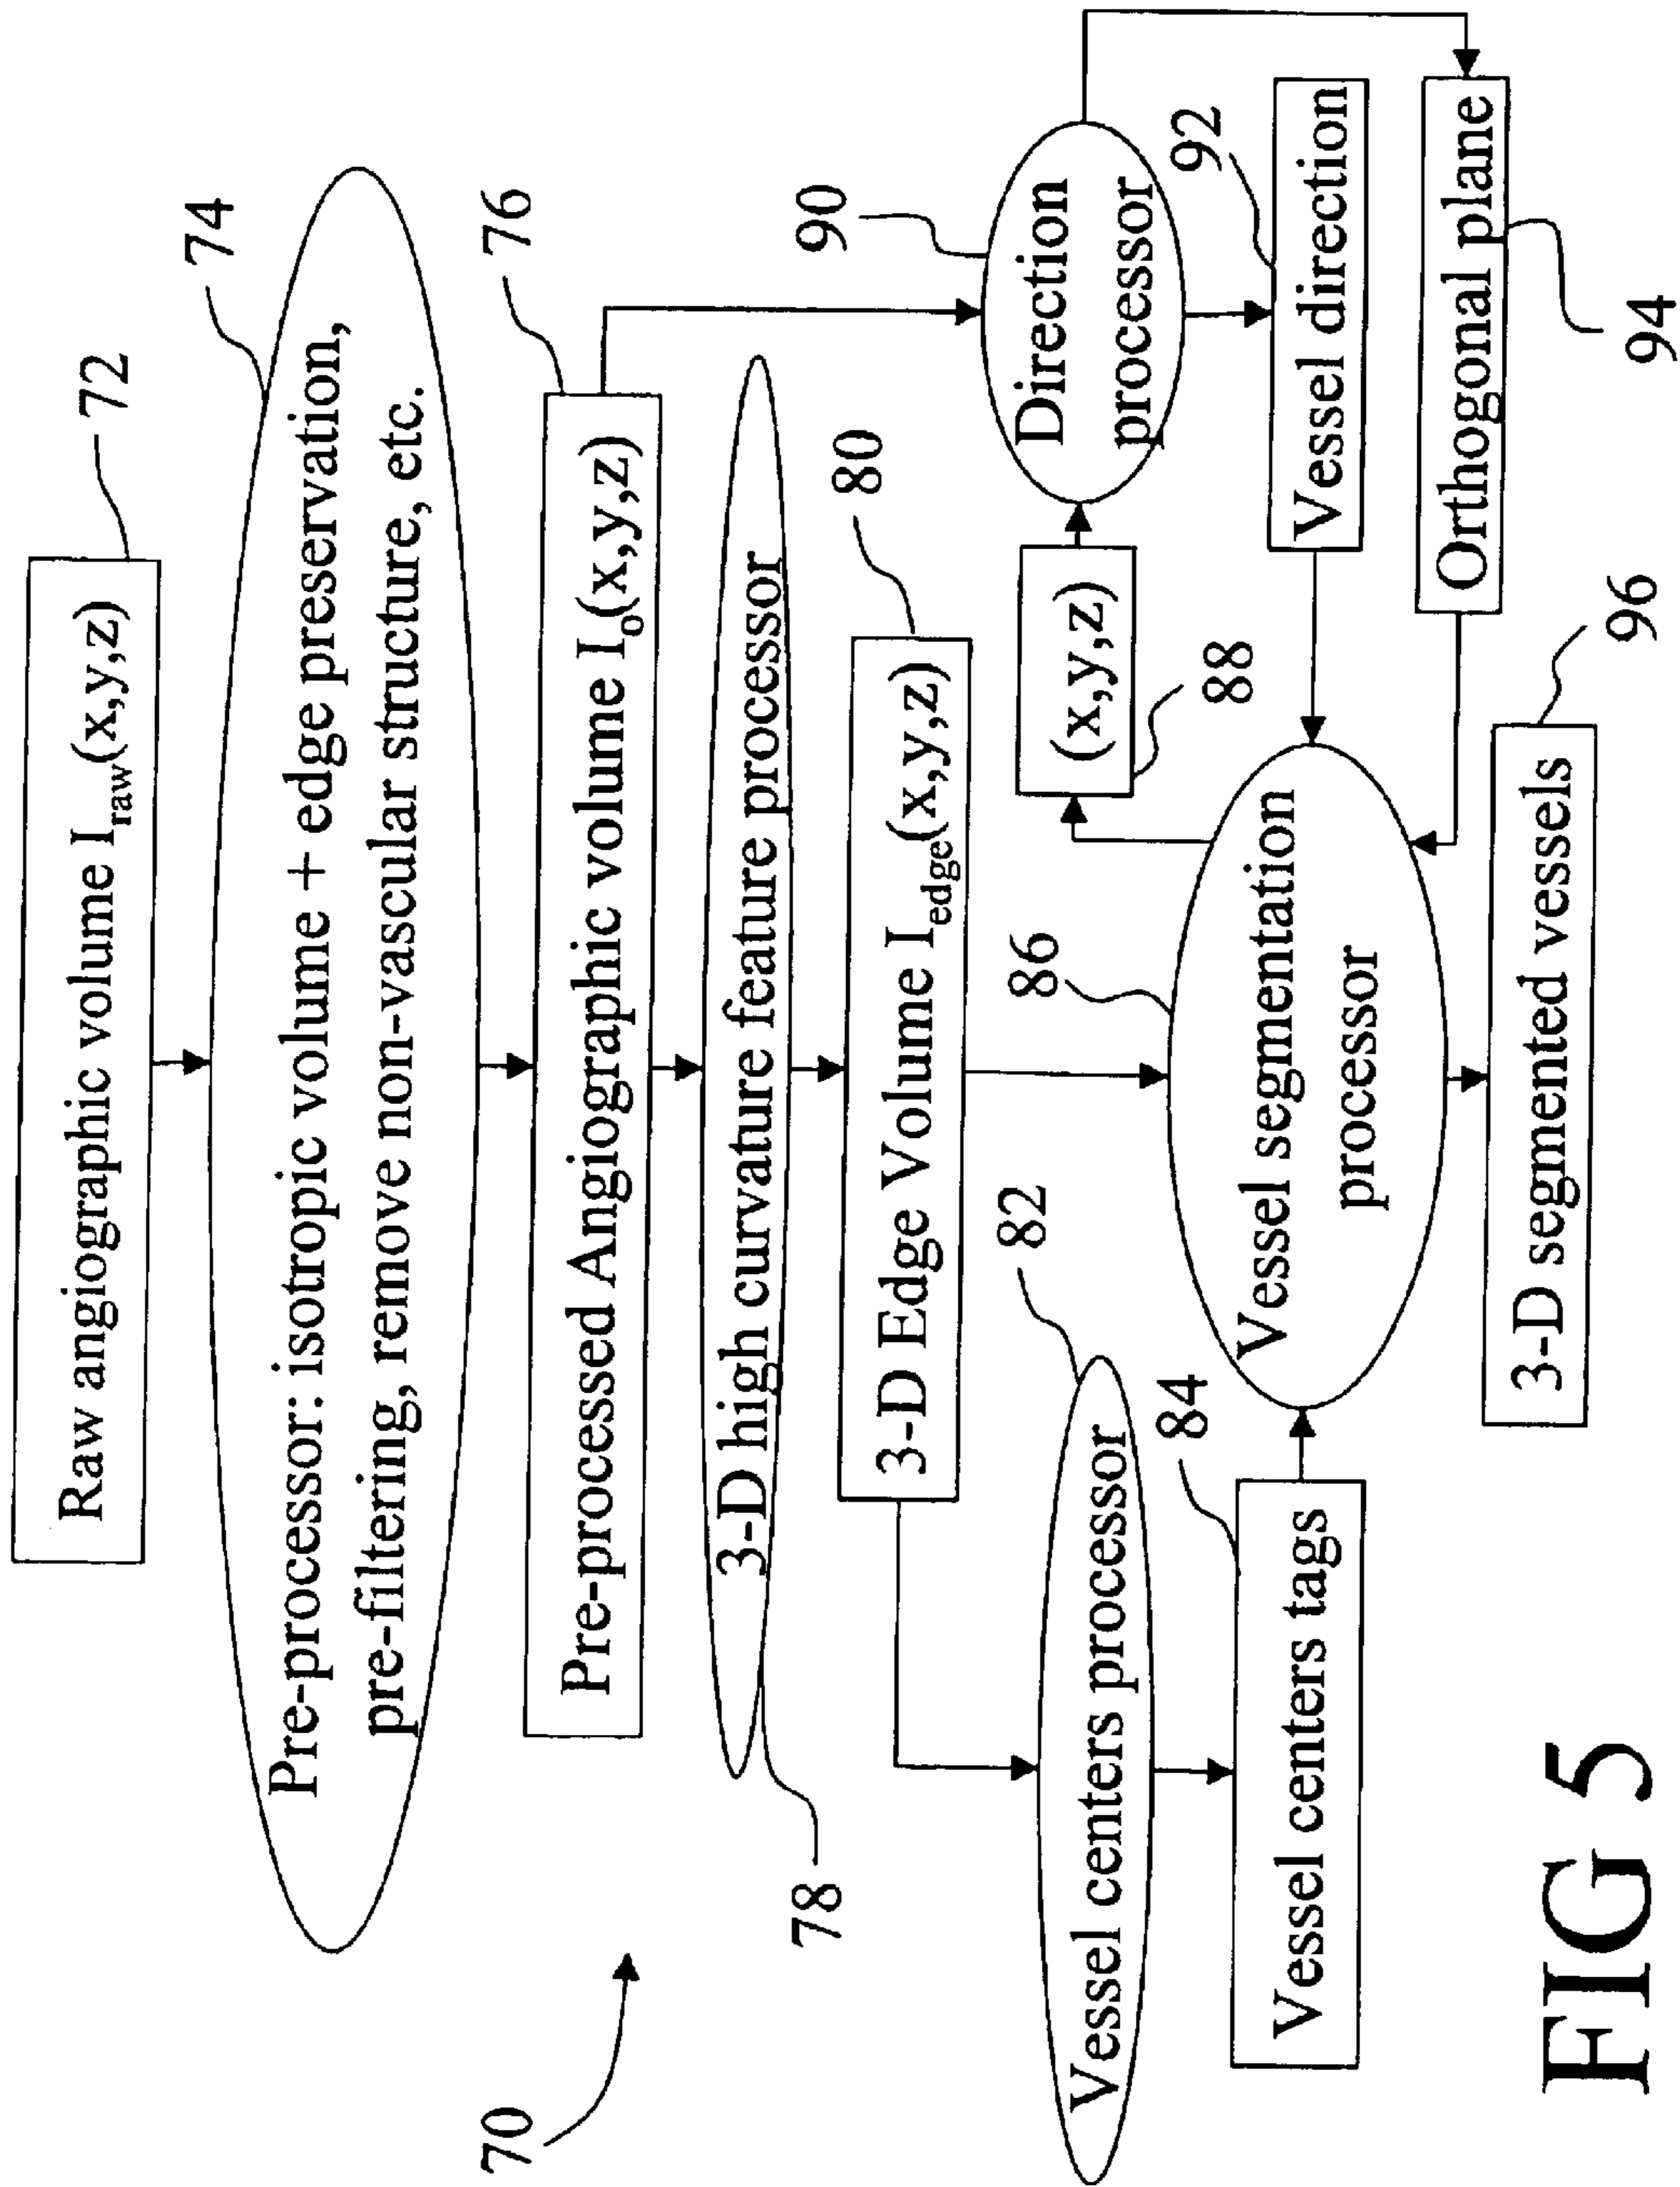 Raw angiographic volume I_raw(x,y,z)
72
74
Pre-processor: isotropic volume + edge preservation,
pre-filtering, remove non-vascular structure, etc.
76
Pre-processed Angiographic volume I_o(x,y,z)
70
78
3-D high curvature feature processor
80
3-D Edge Volume I_edge(x,y,z)
90
Direction
processor
(x,y,z)
88
82
Vessel centers processor
86
92
Vessel direction
84
Vessel centers tags
Vessel segmentation
processor
Orthogonal plane
94
96
3-D segmented vessels
FIG 5